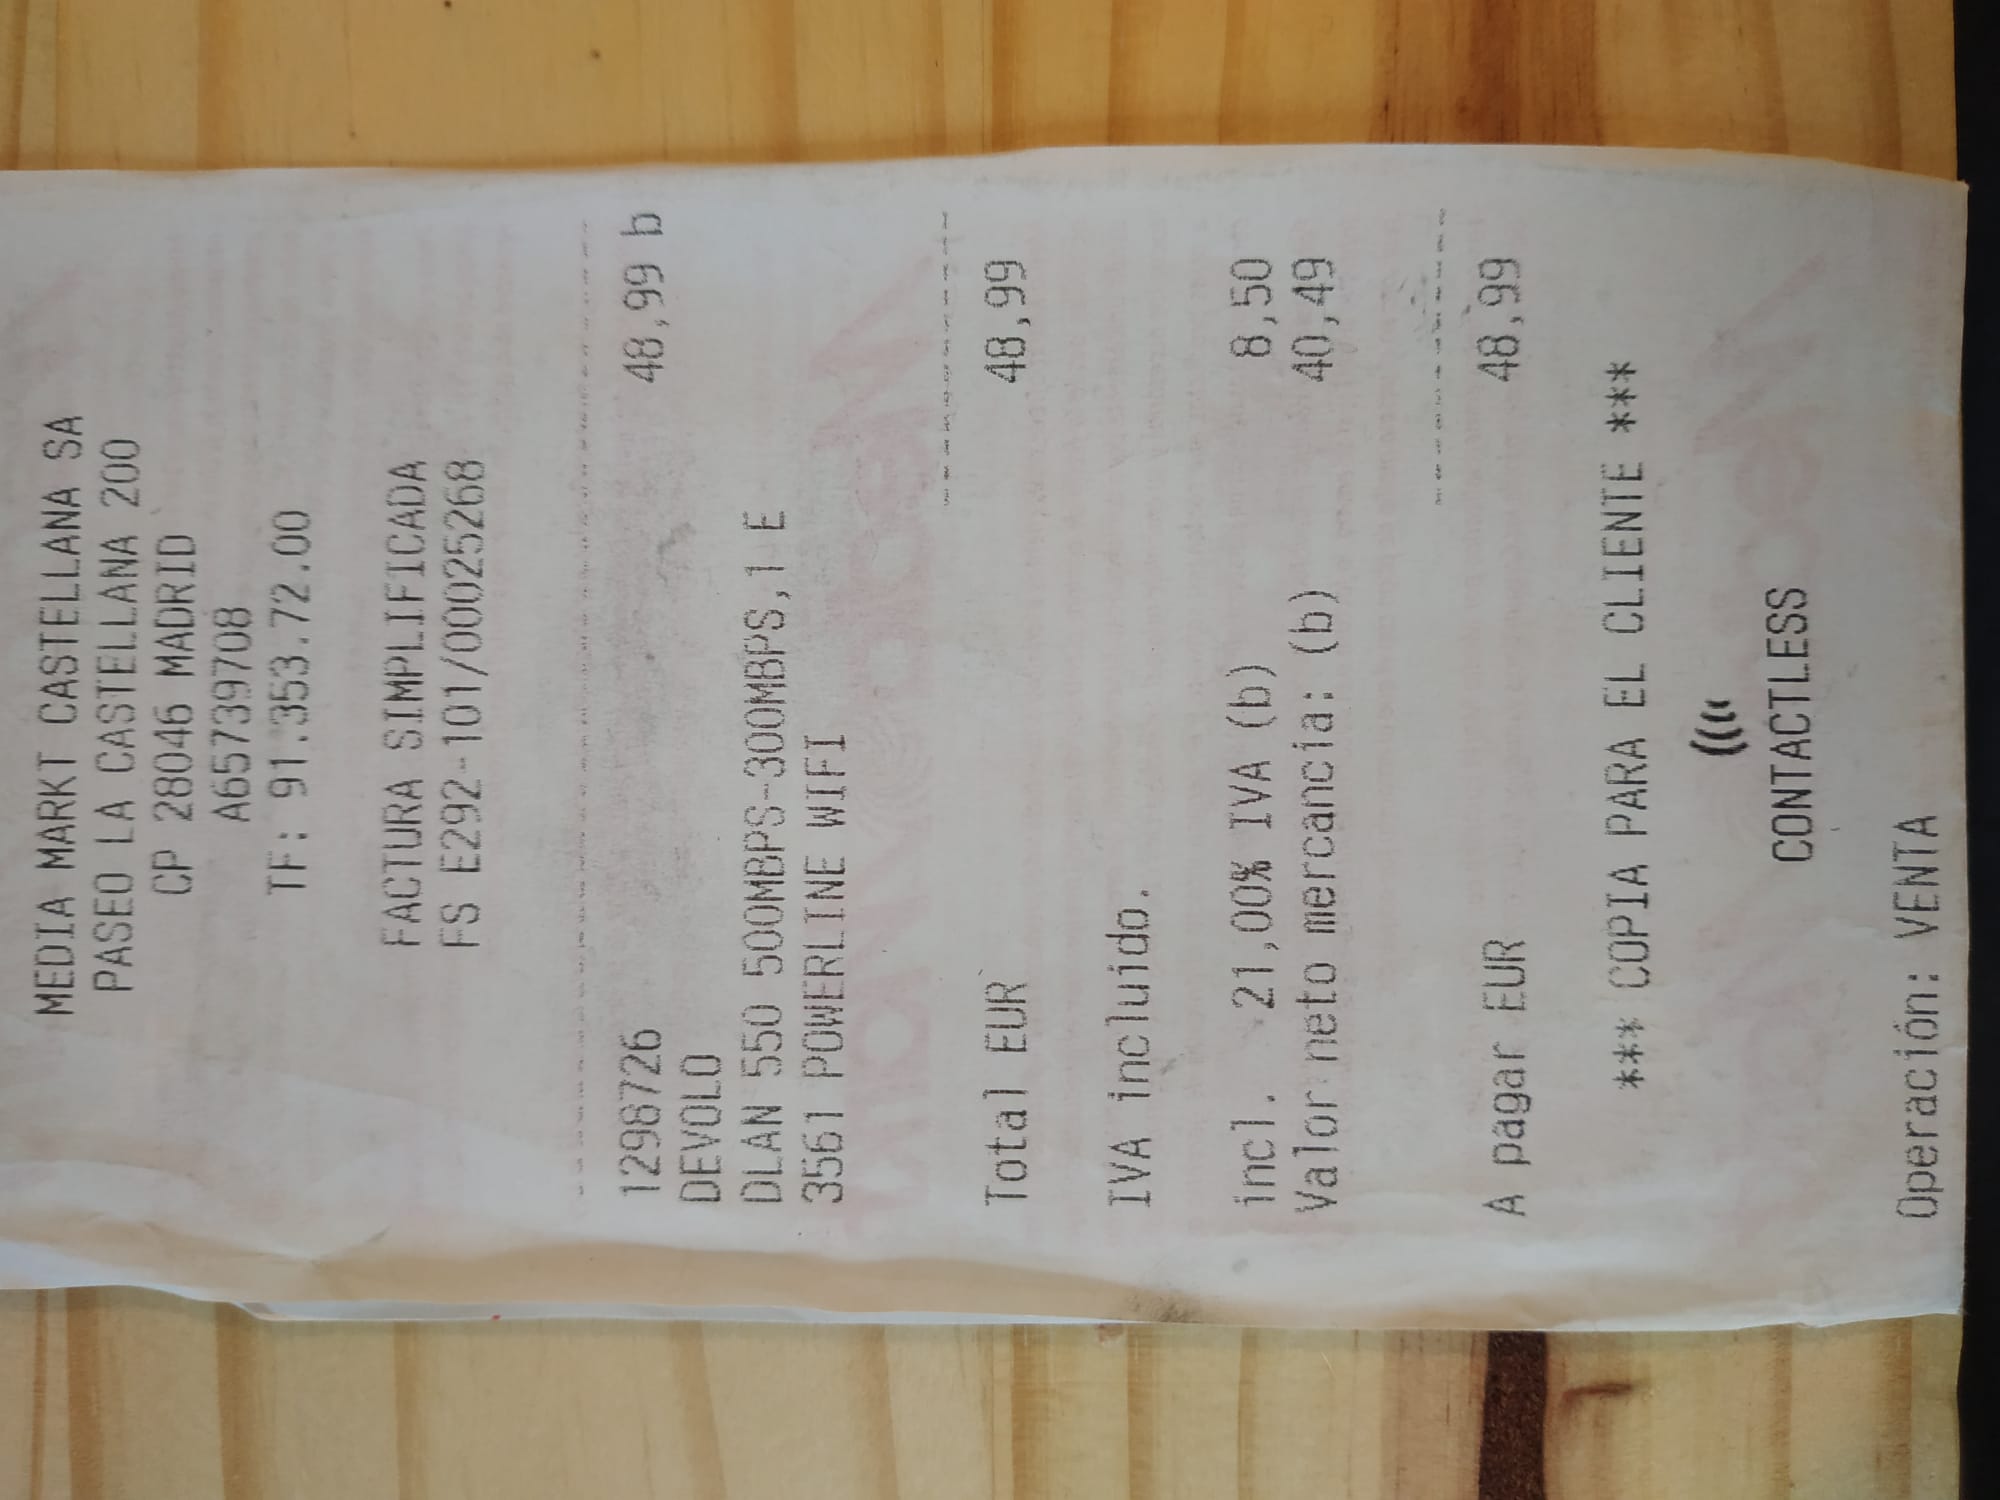 MEDIA MARKT CASTELLANA SA
PASEO LA CASTELLANA 200
CP 28046 MADRID
A65739708
TF: 91.353.72.00
FACTURA SIMPLIFICADA
FS E292-101/00025268
1298726 48,99 b
DEVOLO
DLAN 550 500MBPS-300MBPS,1 E
3561 POWERLINE WIFI
Total EUR 48,99
IVA incluido.
incl. 21,00% IVA (b) 8,50
Valor neto mercancia: (b) 40,49
A pagar EUR 48,99
*** COPIA PARA EL CLIENTE ***
CONTACTLESS
Operación: VENTA